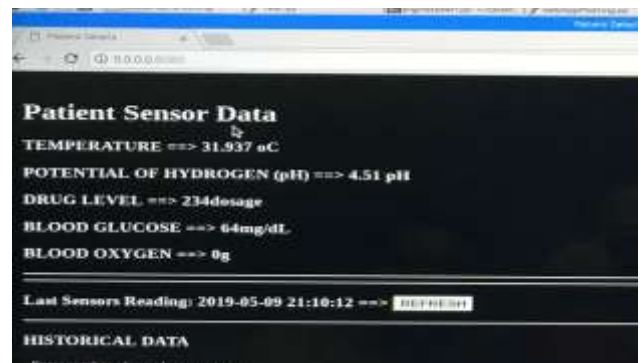 Patient Sensor Data
TEMPERATURE ==> 31.937 oC
POTENTIAL OF HYDROGEN (pH) ==> 4.51 pH
DRUG LEVEL ==> 234dosage
BLOOD GLUCOSE ==> 64mg/dL
BLOOD OXYGEN ==> 0g
Last Sensors Reading: 2019-05-09 21:10:12 ==> REFRESH
HISTORICAL DATA